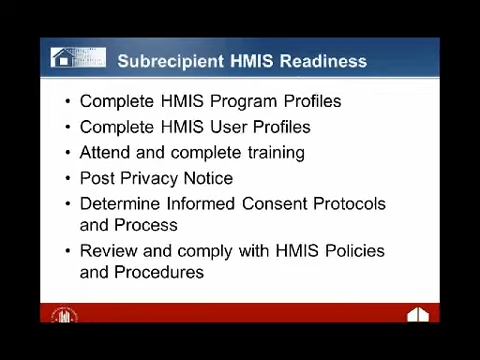 Subrecipient HMIS Readiness
• Complete HMIS Program Profiles
• Complete HMIS User Profiles
• Attend and complete training
• Post Privacy Notice
• Determine Informed Consent Protocols
and Process
• Review and comply with HMIS Policies
and Procedures